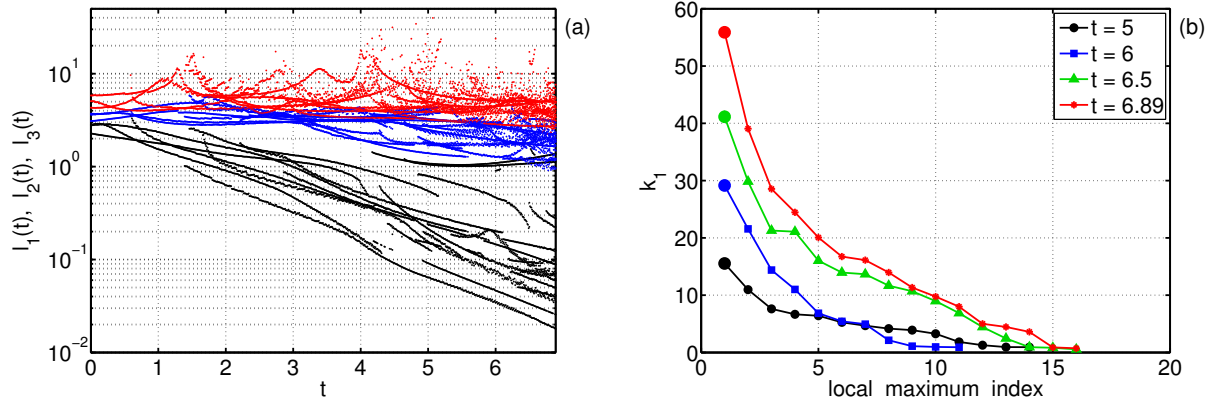 (a)
10^1
10^0
10^{-1}
10^{-2}
0 1 2 3 4 5 6
t
l_1(t), l_2(t), l_3(t)
(b)
60
50
40
30
20
10
0
0 5 10 15 20
local maximum index
k_1
t = 5
t = 6
t = 6.5
t = 6.89